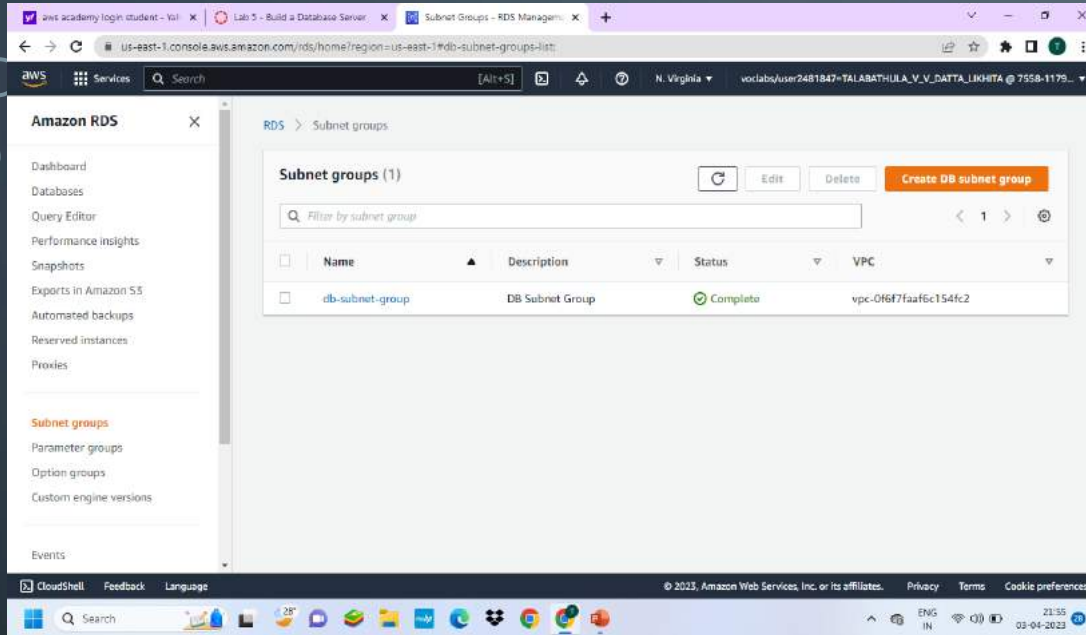 aws academy login student - Yah
Lab 5 - Build a Database Server
Subnet Groups - RDS Managem
us-east-1.console.aws.amazon.com/rds/home?region=us-east-1#db-subnet-groups-list:
aws
Services
Search
[Alt+S]
N. Virginia
voclabs/user2481847=TALABATHULA_V_V_DATTA_LIKHITA @ 7558-1179...
Amazon RDS
RDS > Subnet groups
Dashboard
Databases
Query Editor
Performance insights
Snapshots
Exports in Amazon S3
Automated backups
Reserved instances
Proxies
Subnet groups
Parameter groups
Option groups
Custom engine versions
Events
Subnet groups (1)
Edit
Delete
Create DB subnet group
Filter by subnet group
1
Name
Description
Status
VPC
db-subnet-group
DB Subnet Group
Complete
vpc-0f6f7faaf6c154fc2
CloudShell
Feedback
Language
© 2023, Amazon Web Services, Inc. or its affiliates.
Privacy
Terms
Cookie preferences
Search
28°
ENG
IN
21:55
03-04-2023
28